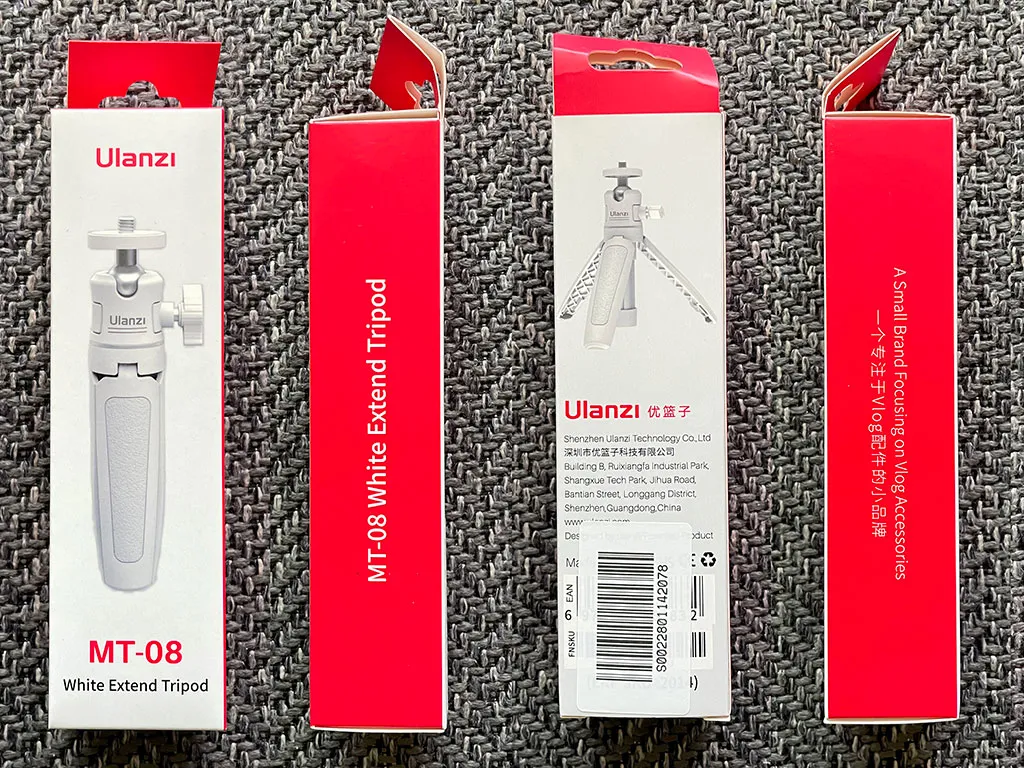 Ulanzi
Ulanzi
MT-08
White Extend Tripod
MT-08 White Extend Tripod
Ulanzi
Ulanzi 优篮子
Shenzhen Ulanzi Technology Co,Ltd
深圳市优篮子科技有限公司
Building B, Ruixiangfa Industrial Park,
Shangxue Tech Park, Jihua Road,
Bantian Street, Longgang District,
Shenzhen,Guangdong,China
EAN
6
2
FNSKU
S0022801142078
A Small Brand Focusing on Vlog Accessories
一个专注于Vlog配件的小品牌